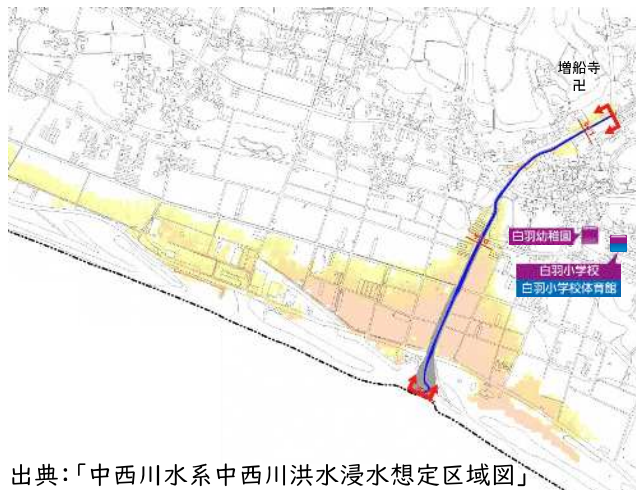 増船寺
卍
白羽幼稚園
白羽小学校
白羽小学校体育館
出典:「中西川水系中西川洪水浸水想定区域図」